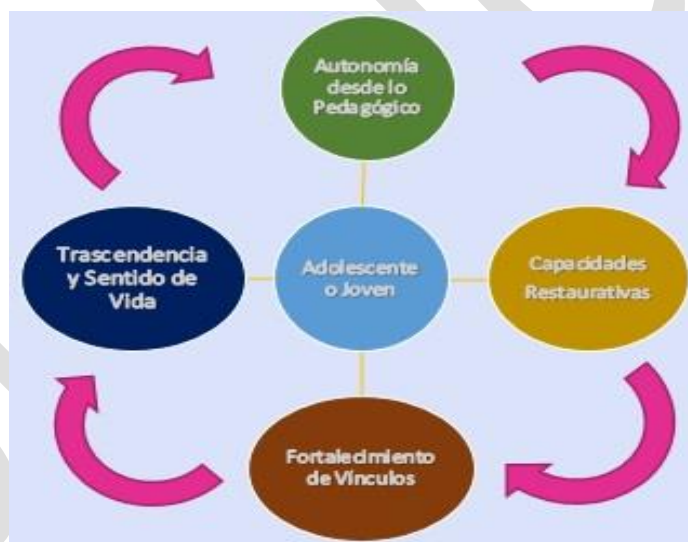 Autonomía
desde lo
Pedagógico
Trascendencia
y Sentido de
Vida
Adolescente
o Joven
Capacidades
Restaurativas
Fortalecimiento
de Vínculos